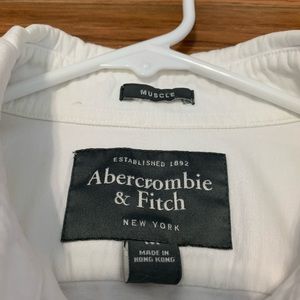 MUSCLE
ESTABLISHED 1892
Abercrombie
& Fitch
NEW YORK
MADE IN
HONG KONG